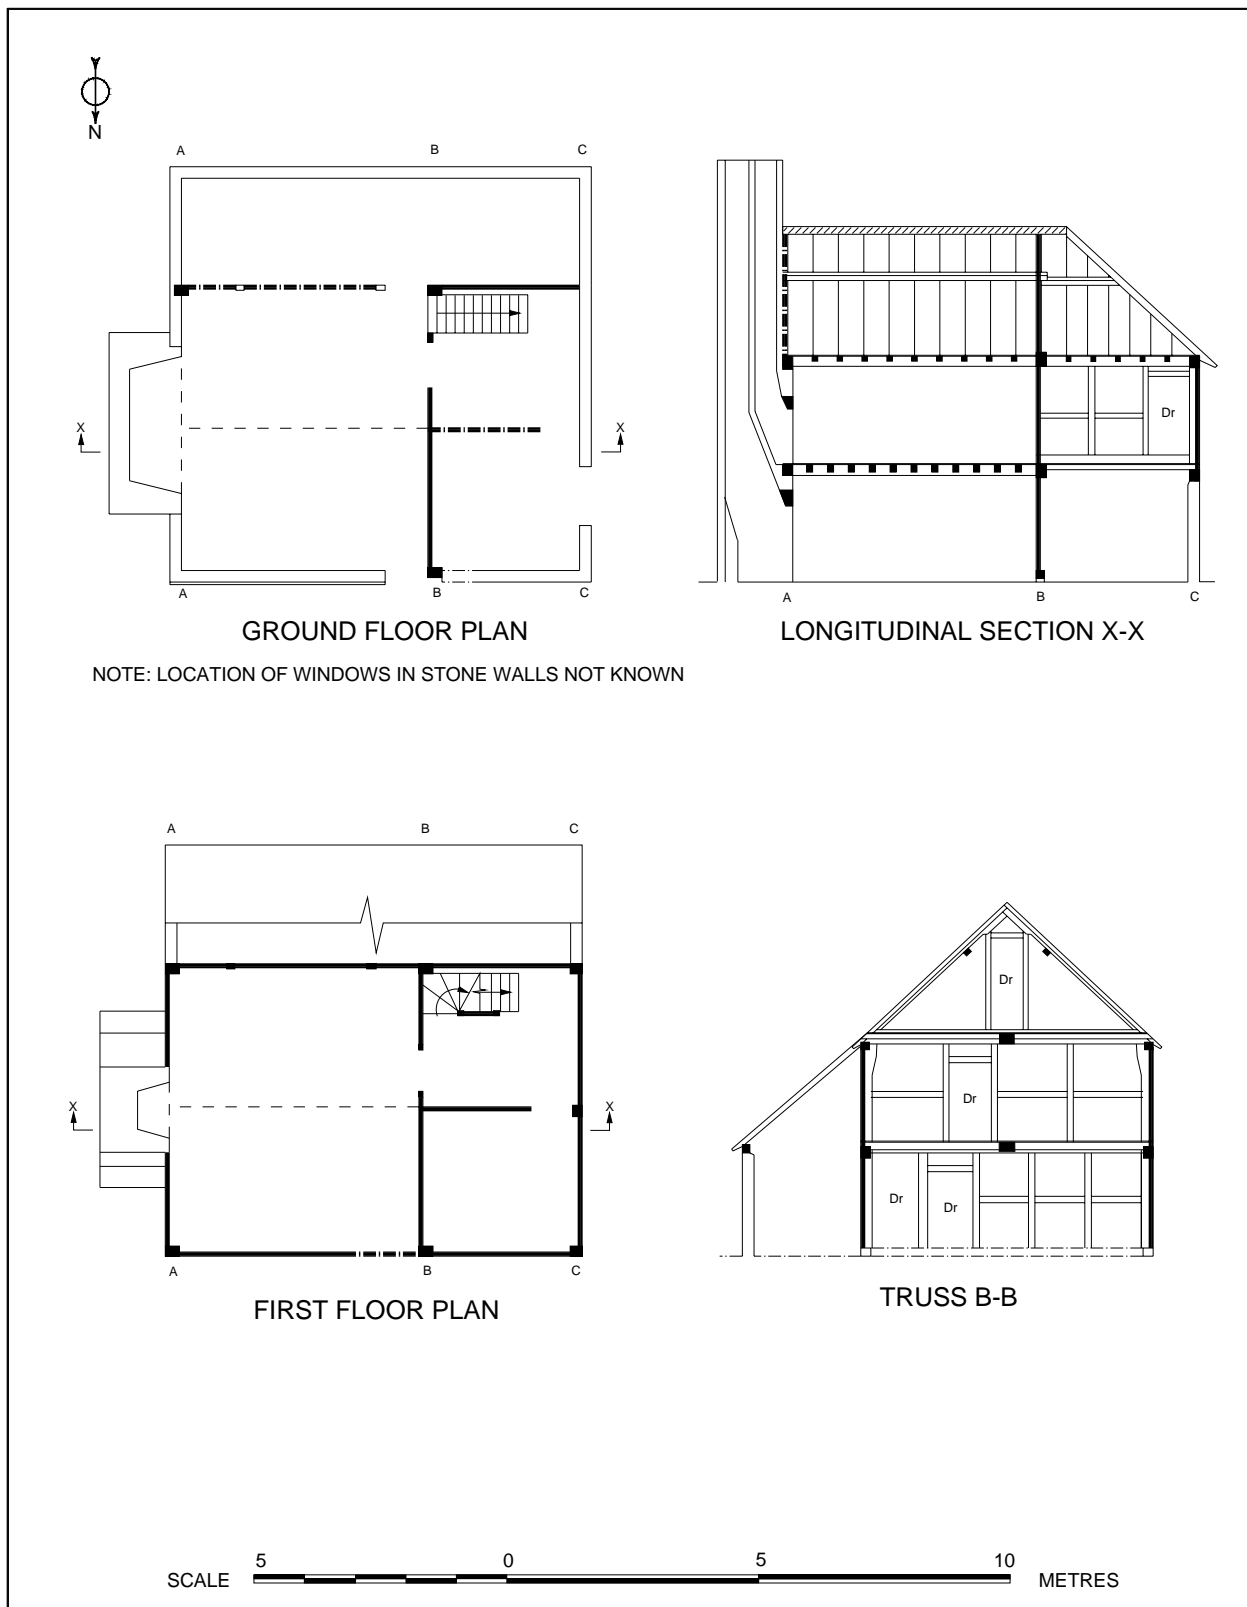 N
A B C
X X
A B C
GROUND FLOOR PLAN
NOTE: LOCATION OF WINDOWS IN STONE WALLS NOT KNOWN
Dr
A B C
LONGITUDINAL SECTION X-X
A B C
X X
A B C
FIRST FLOOR PLAN
Dr
Dr
Dr
Dr
TRUSS B-B
5 0 5 10
SCALE METRES